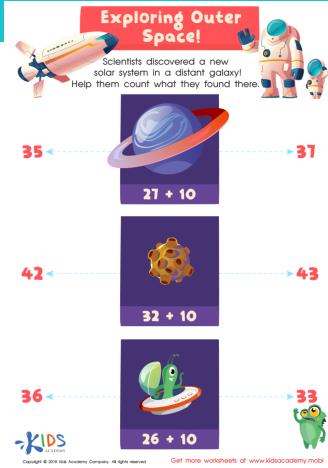 Exploring Outer
Space!
Scientists discovered a new
solar system in a distant galaxy!
Help them count what they found there.
35
37
27 + 10
42
43
32 + 10
36
33
26 + 10
KIDS
ACADEMY
Copyright © 2018 Kids Academy Company. All rights reserved
Get more worksheets at www.kidsacademy.mobi